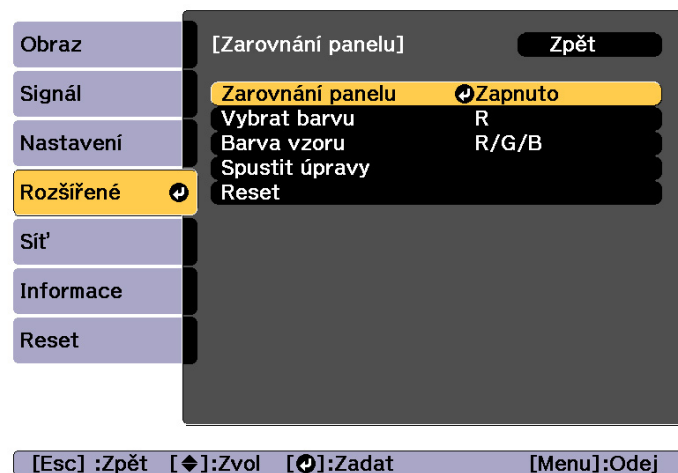 Obraz
Signál
Nastavení
Rozšířené
Síť
Informace
Reset
[Zarovnání panelu] Zpět
Zarovnání panelu Zapnuto
Vybrat barvu R
Barva vzoru R/G/B
Spustit úpravy
Reset
[Esc] :Zpět [◆]:Zvol [↵]:Zadat [Menu]:Odej